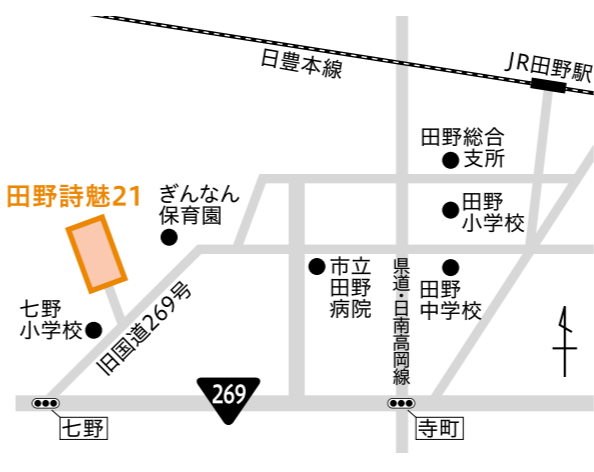 日豊本線
JR田野駅
田野総合
支所
田野詩魅21
ぎんなん
保育園
田野
小学校
市立
田野
病院
県道・日南高岡線
田野
中学校
七野
小学校
旧国道269号
269
七野
寺町